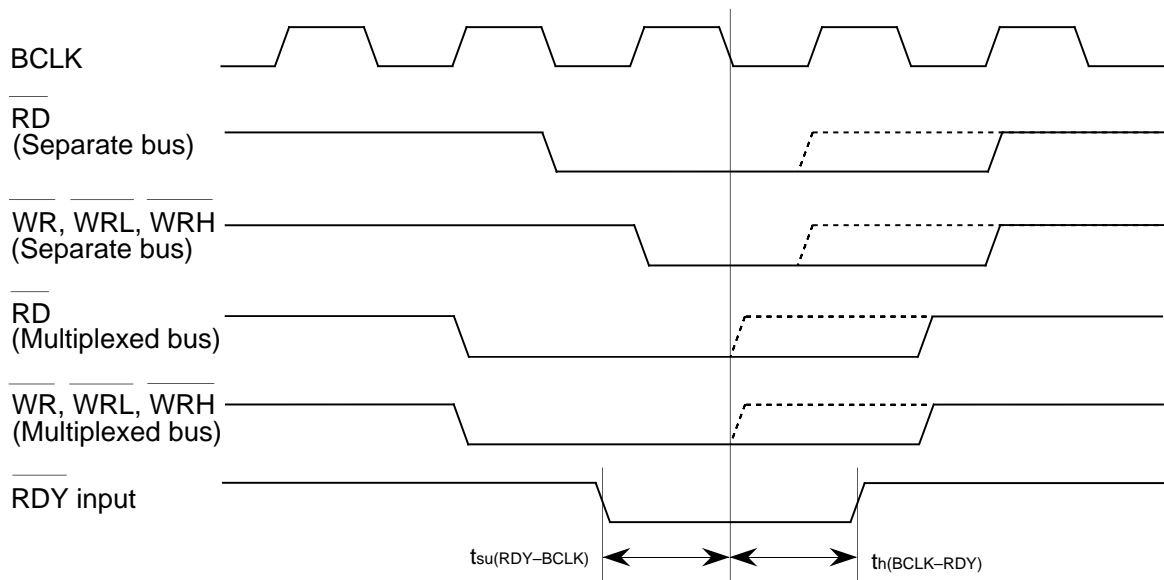 BCLK
RD
(Separate bus)
WR, WRL, WRH
(Separate bus)
RD
(Multiplexed bus)
WR, WRL, WRH
(Multiplexed bus)
RDY input
tsu(RDY–BCLK)
th(BCLK–RDY)